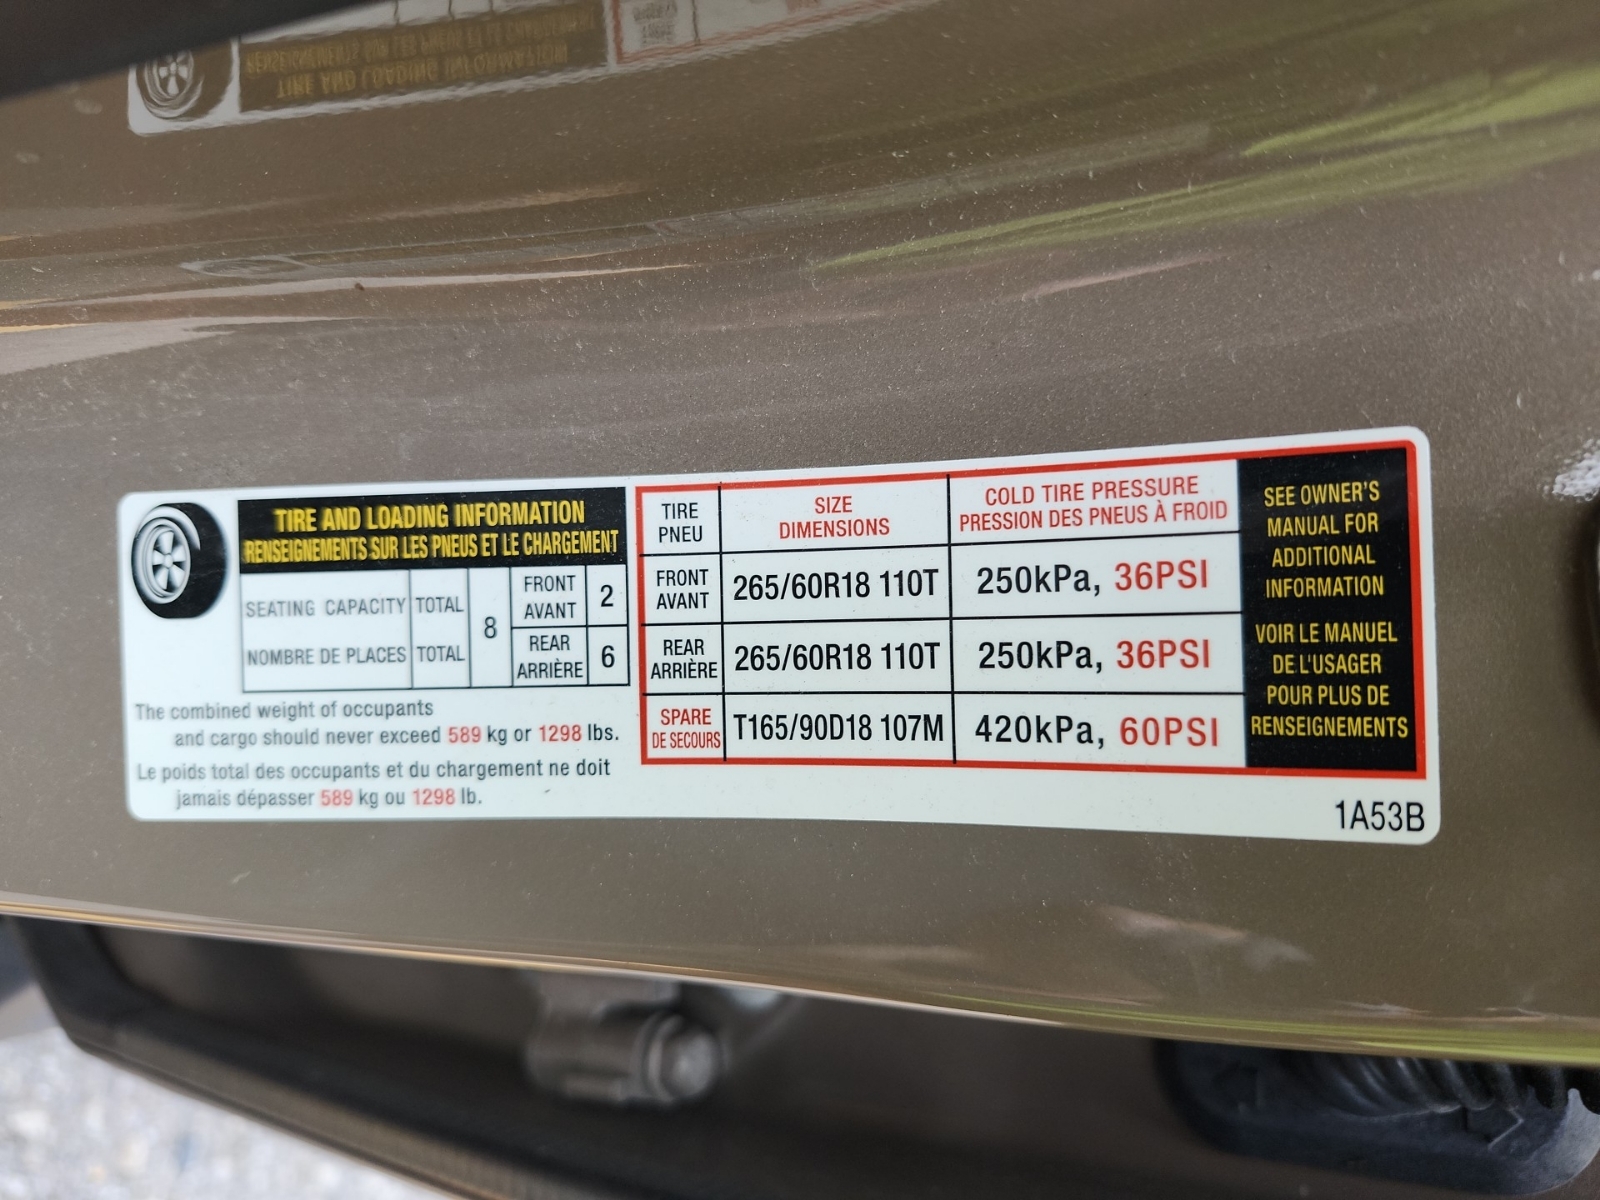 TIRE AND LOADING INFORMATION
RENSEIGNEMENTS SUR LES PNEUS ET LE CHARGEMENT
SEATING CAPACITY TOTAL
NOMBRE DE PLACES TOTAL
8
FRONT
AVANT
2
REAR
ARRIÈRE
6
The combined weight of occupants
and cargo should never exceed 589 kg or 1298 lbs.
Le poids total des occupants et du chargement ne doit
jamais dépasser 589 kg ou 1298 lb.
TIRE
PNEU
SIZE
DIMENSIONS
COLD TIRE PRESSURE
PRESSION DES PNEUS À FROID
FRONT
AVANT
265/60R18 110T
250kPa, 36PSI
REAR
ARRIÈRE
265/60R18 110T
250kPa, 36PSI
SPARE
DE SECOURS
T165/90D18 107M
420kPa, 60PSI
SEE OWNER'S
MANUAL FOR
ADDITIONAL
INFORMATION
VOIR LE MANUEL
DE L'USAGER
POUR PLUS DE
RENSEIGNEMENTS
1A53B